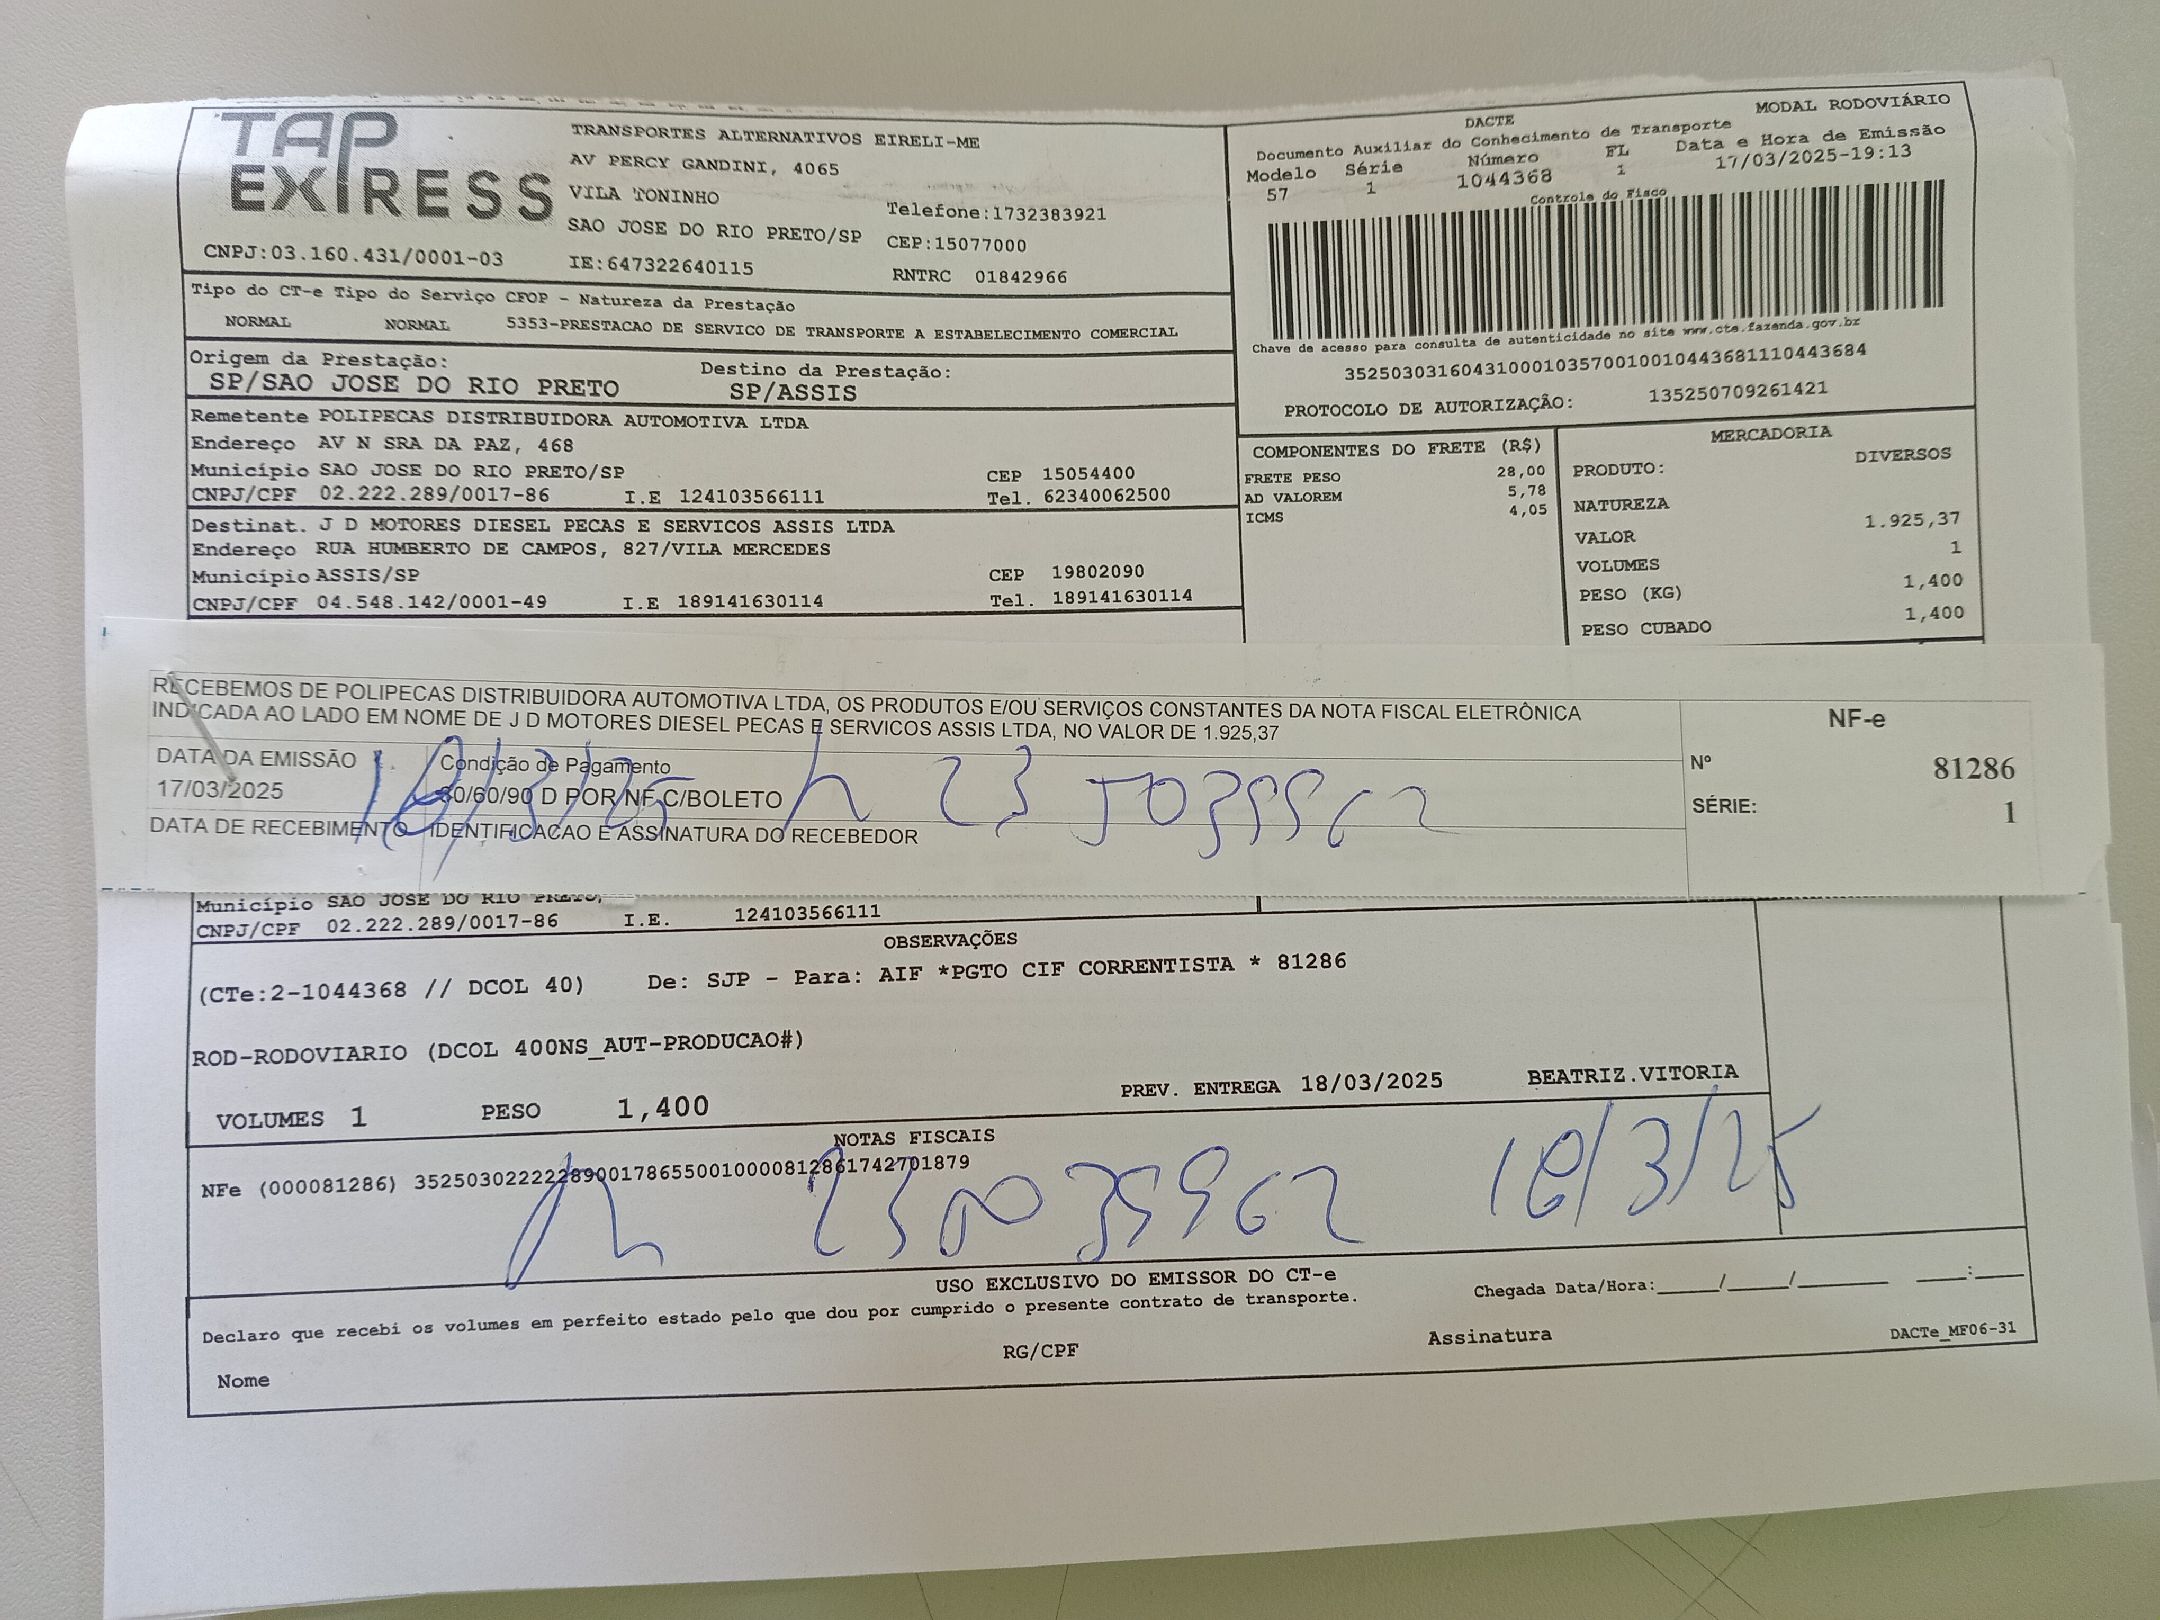 TAP EXPRESS
TRANSPORTES ALTERNATIVOS EIRELI-ME
AV PERCY GANDINI, 4065
VILA TONINHO
Telefone:1732383921
SAO JOSE DO RIO PRETO/SP CEP:15077000
CNPJ:03.160.431/0001-03 IE:647322640115 RNTRC 01842966
DACTE MODAL RODOVIÁRIO
Documento Auxiliar do Conhecimento de Transporte
Modelo Série Número FL Data e Hora de Emissão
57 1 1044368 1 17/03/2025-19:13
Controle do Fisco
Chave de acesso para consulta de autenticidade no site www.cte.fazenda.gov.br
35250303160431000103570010010443681110443684
PROTOCOLO DE AUTORIZAÇÃO: 135250709261421
Tipo do CT-e Tipo do Serviço CFOP - Natureza da Prestação
NORMAL NORMAL 5353-PRESTACAO DE SERVICO DE TRANSPORTE A ESTABELECIMENTO COMERCIAL
Origem da Prestação: Destino da Prestação:
SP/SAO JOSE DO RIO PRETO SP/ASSIS
Remetente POLIPECAS DISTRIBUIDORA AUTOMOTIVA LTDA
Endereço AV N SRA DA PAZ, 468
Município SAO JOSE DO RIO PRETO/SP CEP 15054400
CNPJ/CPF 02.222.289/0017-86 I.E 124103566111 Tel. 62340062500
Destinat. J D MOTORES DIESEL PECAS E SERVICOS ASSIS LTDA
Endereço RUA HUMBERTO DE CAMPOS, 827/VILA MERCEDES
Município ASSIS/SP CEP 19802090
CNPJ/CPF 04.548.142/0001-49 I.E 189141630114 Tel. 189141630114
COMPONENTES DO FRETE (R$)
FRETE PESO 28,00
AD VALOREM 5,78
ICMS 4,05
MERCADORIA
PRODUTO: DIVERSOS
NATUREZA
VALOR 1.925,37
VOLUMES 1
PESO (KG) 1,400
PESO CUBADO 1,400
RECEBEMOS DE POLIPECAS DISTRIBUIDORA AUTOMOTIVA LTDA, OS PRODUTOS E/OU SERVIÇOS CONSTANTES DA NOTA FISCAL ELETRÔNICA
INDICADA AO LADO EM NOME DE J D MOTORES DIESEL PECAS E SERVICOS ASSIS LTDA, NO VALOR DE 1.925,37
DATA DA EMISSÃO Condição de Pagamento
17/03/2025 30/60/90 D POR NF C/BOLETO
18/3/25
DATA DE RECEBIMENTO IDENTIFICACAO E ASSINATURA DO RECEBEDOR
NF-e
Nº 81286
SÉRIE: 1
Município SAO JOSE DO RIO PRETO/
CNPJ/CPF 02.222.289/0017-86 I.E. 124103566111
OBSERVAÇÕES
(CTe:2-1044368 // DCOL 40) De: SJP - Para: AIF *PGTO CIF CORRENTISTA * 81286
ROD-RODOVIARIO (DCOL 400NS_AUT-PRODUCAO#)
PREV. ENTREGA 18/03/2025 BEATRIZ.VITORIA
VOLUMES 1 PESO 1,400
NOTAS FISCAIS
NFe (000081286) 35250302222289001786550010000812861742701879
18/3/25
USO EXCLUSIVO DO EMISSOR DO CT-e
Declaro que recebi os volumes em perfeito estado pelo que dou por cumprido o presente contrato de transporte. Chegada Data/Hora:_____/_____/________ ____:____
Nome RG/CPF Assinatura DACTe_MF06-31